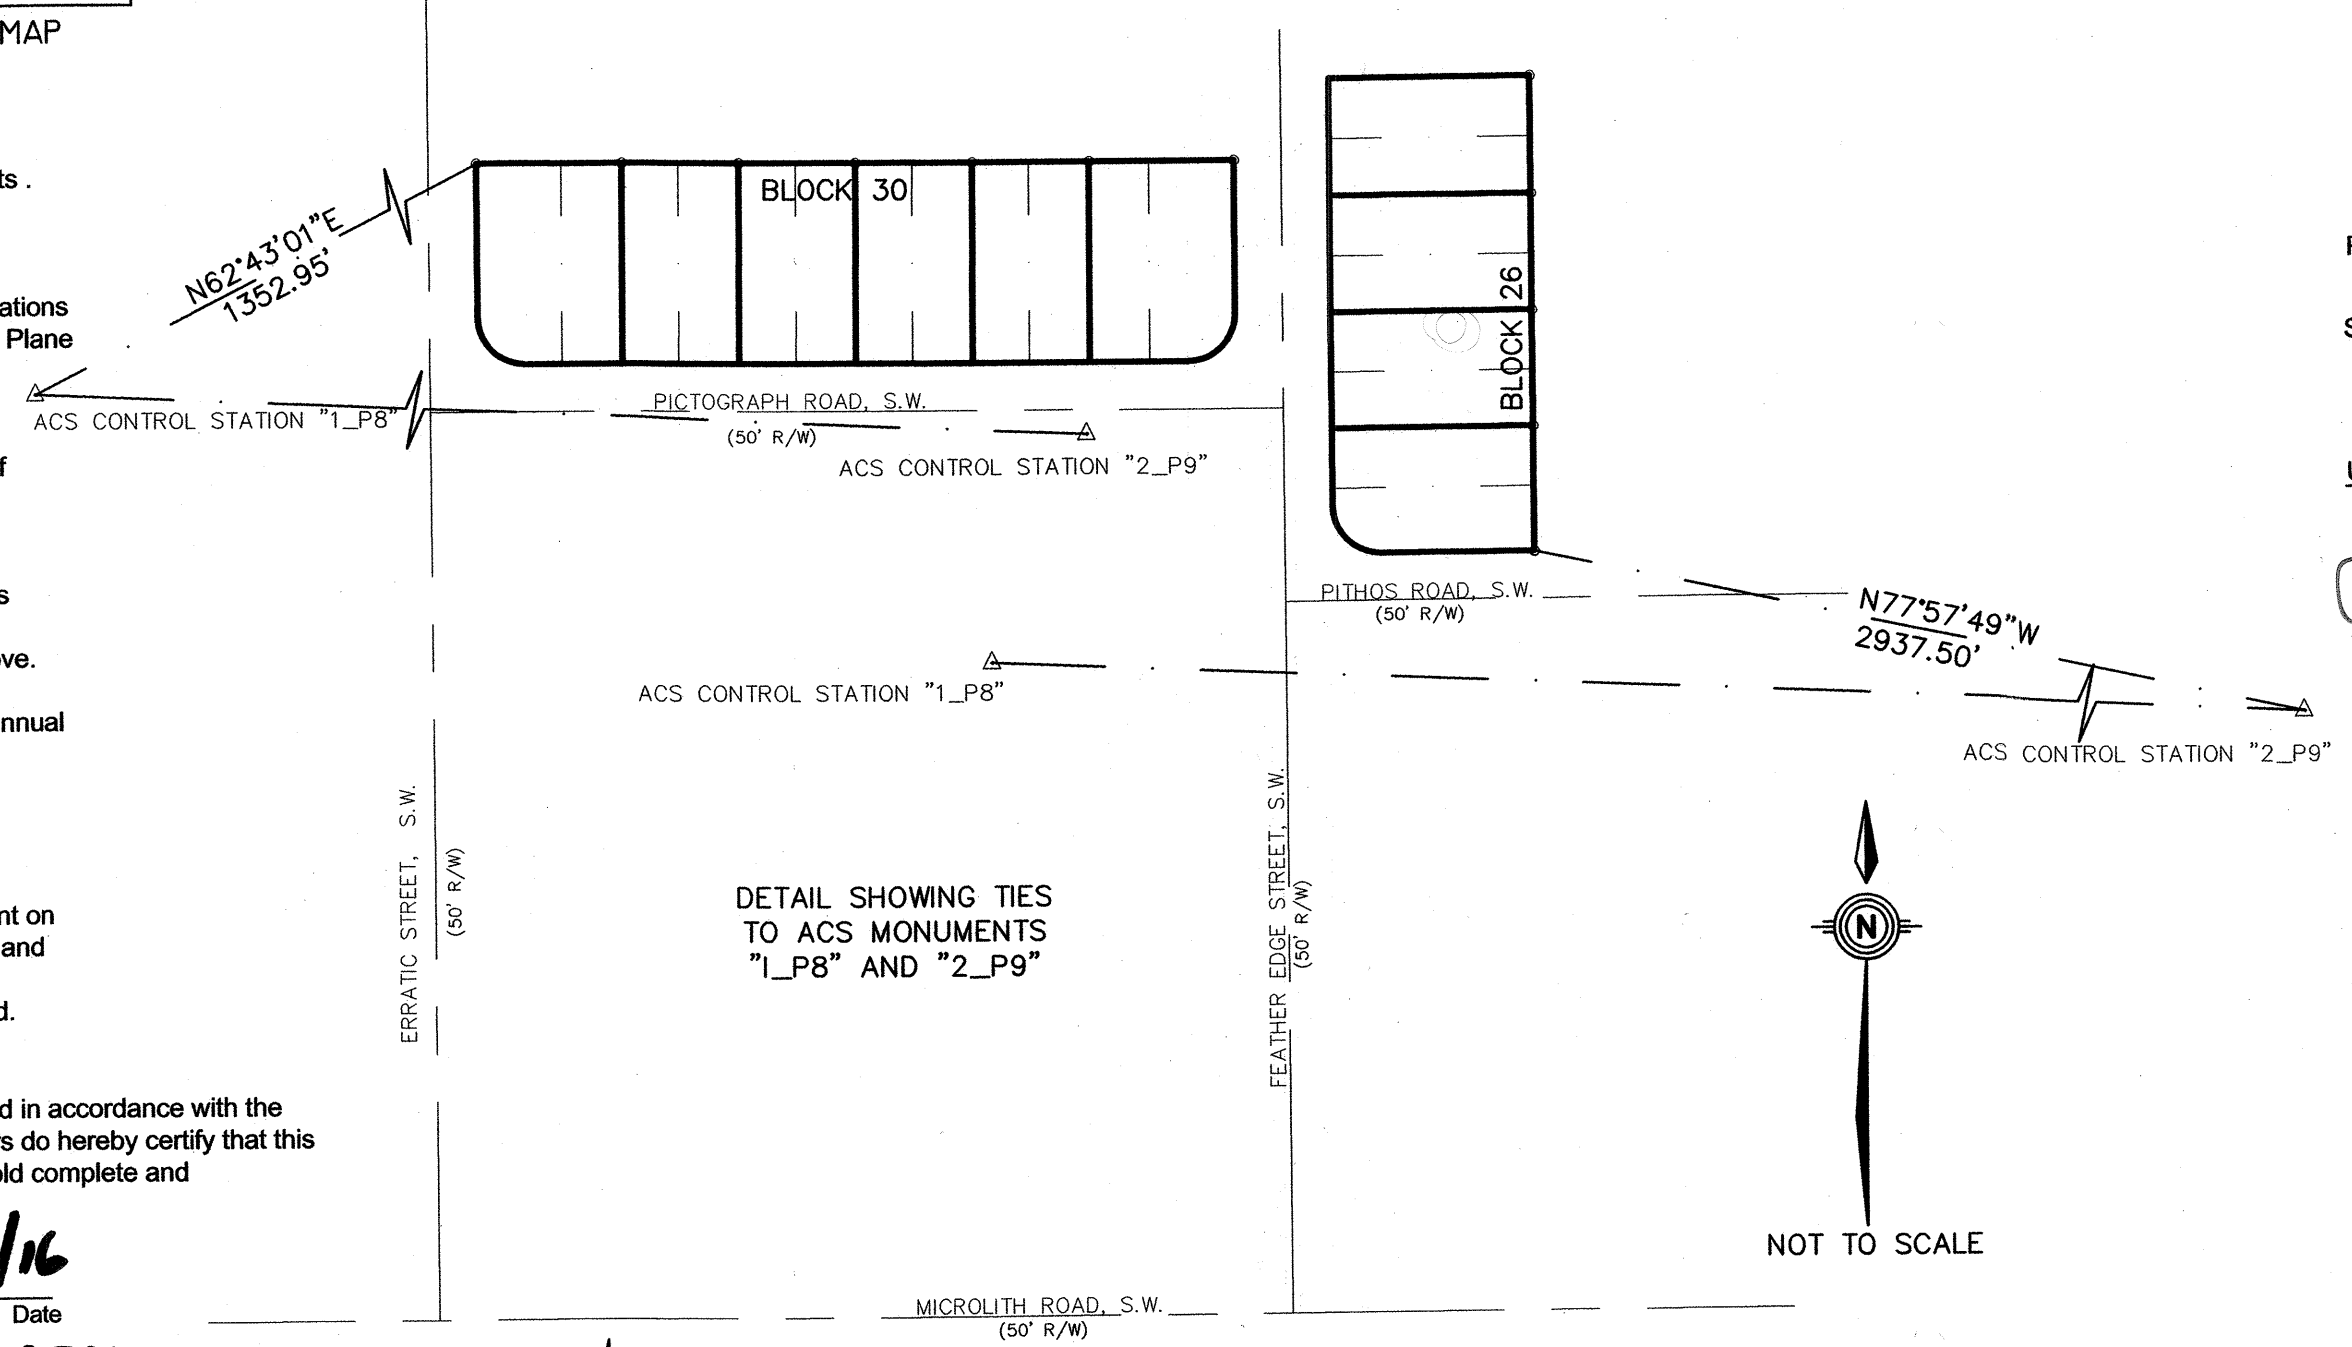 MAP
ts .
ations
Plane
f
s
ve.
nnual
nt on
and
d.
d in accordance with the
s do hereby certify that this
old complete and
/16
Date
N62°43'01"E
1352.95'
BLOCK 30
BLOCK 26
ACS CONTROL STATION "1_P8"
PICTOGRAPH ROAD, S.W.
(50' R/W)
ACS CONTROL STATION "2_P9"
PITHOS ROAD, S.W.
(50' R/W)
N77°57'49"W
2937.50'
ACS CONTROL STATION "1_P8"
ACS CONTROL STATION "2_P9"
ERRATIC STREET, S.W.
(50' R/W)
FEATHER EDGE STREET, S.W.
(50' R/W)
DETAIL SHOWING TIES
TO ACS MONUMENTS
"1_P8" AND "2_P9"
N
NOT TO SCALE
MICROLITH ROAD, S.W.
(50' R/W)